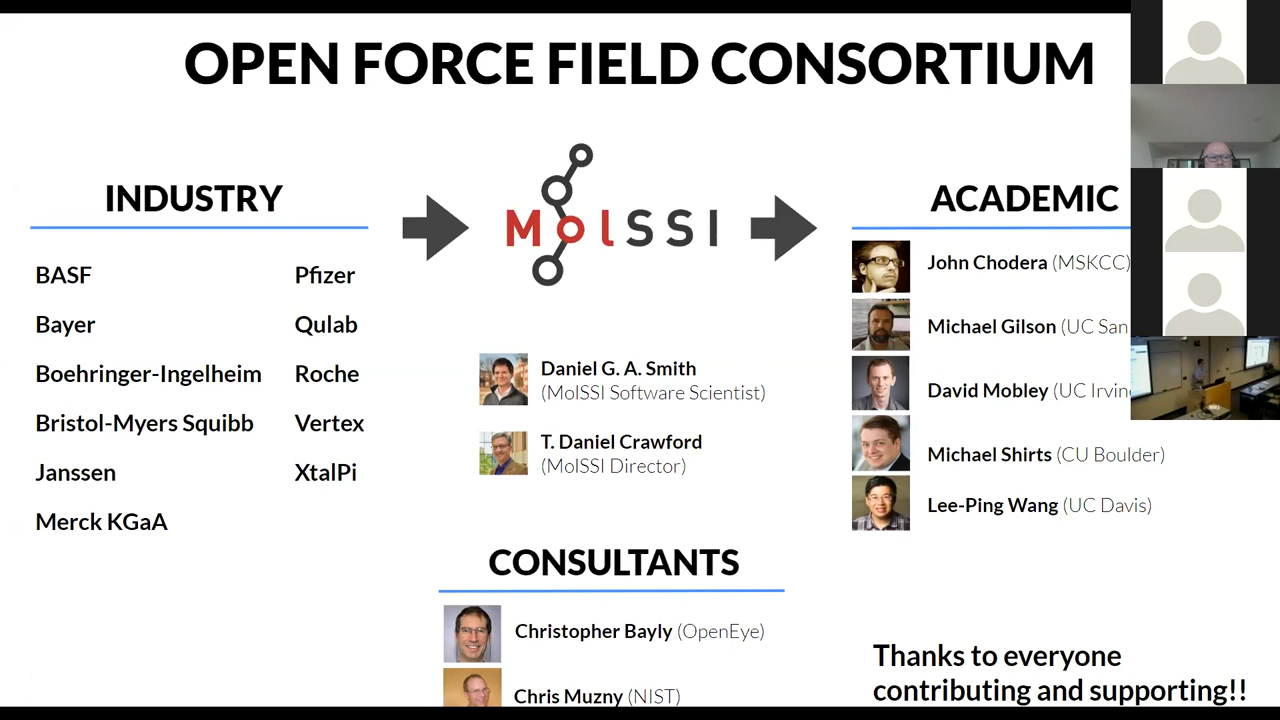 OPEN FORCE FIELD CONSORTIUM
INDUSTRY
BASF
Bayer
Boehringer-Ingelheim
Bristol-Myers Squibb
Janssen
Merck KGaA
Pfizer
Qulab
Roche
Vertex
XtalPi
MolSSI
Daniel G. A. Smith
(MolSSI Software Scientist)
T. Daniel Crawford
(MolSSI Director)
ACADEMIC
John Chodera (MSKCC)
Michael Gilson (UC San
David Mobley (UC Irvin
Michael Shirts (CU Boulder)
Lee-Ping Wang (UC Davis)
CONSULTANTS
Christopher Bayly (OpenEye)
Chris Muzny (NIST)
Thanks to everyone
contributing and supporting!!